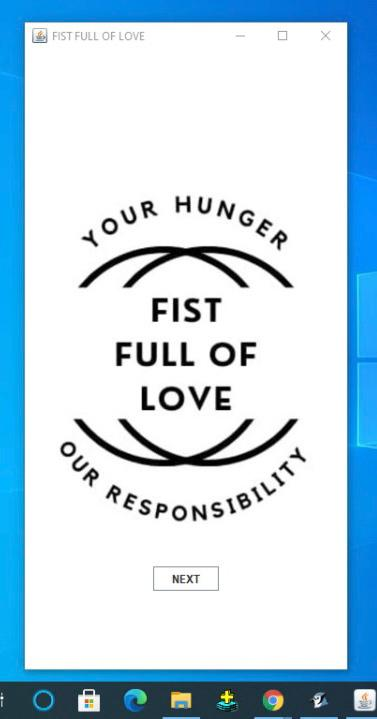 FIST FULL OF LOVE
YOUR HUNGER
FIST
FULL OF
LOVE
OUR RESPONSIBILITY
NEXT